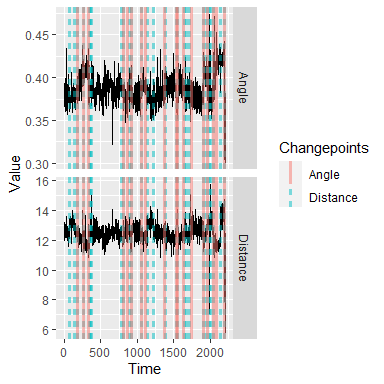 0.45
0.40
0.35
0.30
Angle
Value
16
14
12
10
8
6
Distance
0
500
1000
1500
2000
Time
Changepoints
Angle
Distance